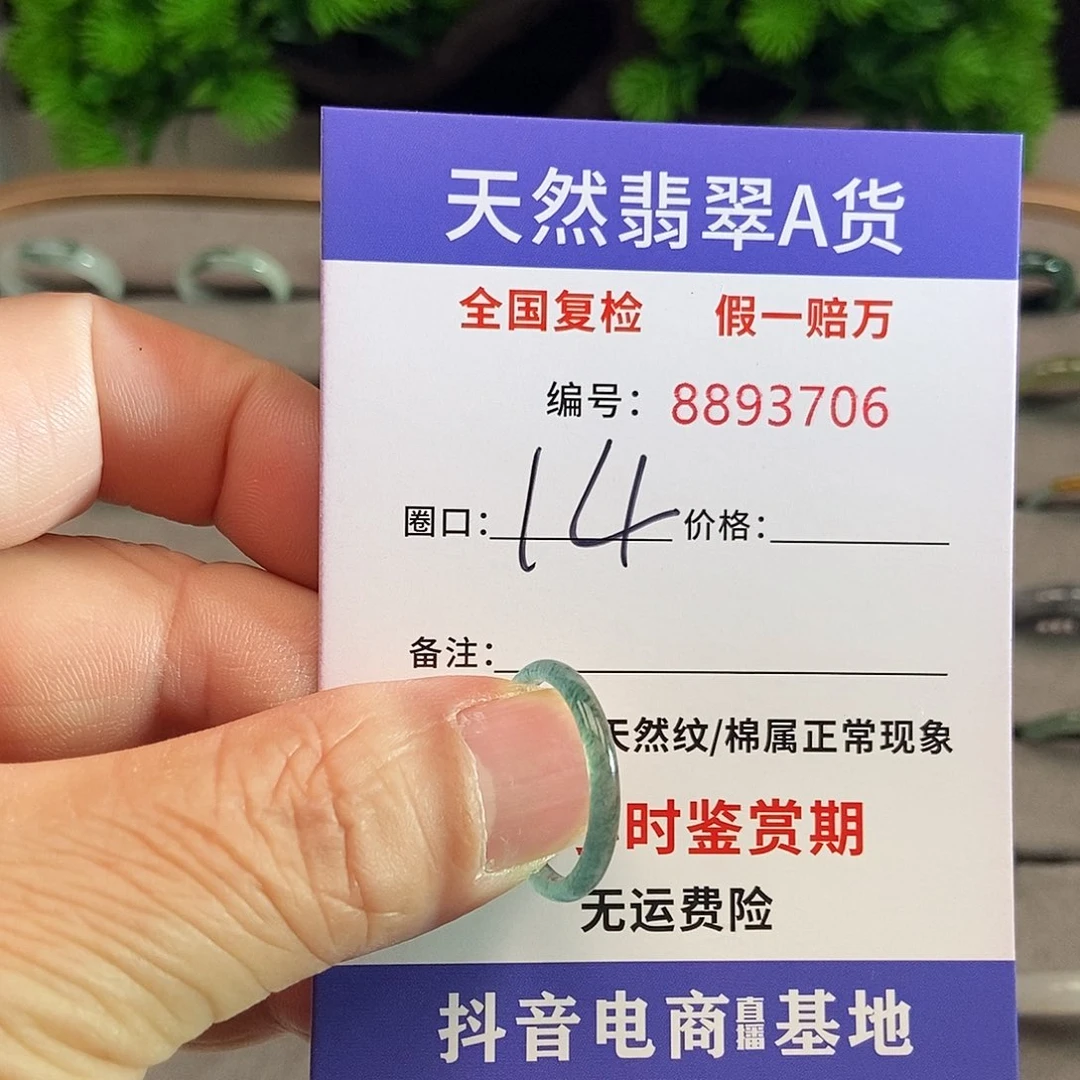 天然翡翠A货
全国复检 假一赔万
编号：8893706
圈口：14 价格：
备注：
天然纹/棉属正常现象
时鉴赏期
无运费险
抖音电商直播基地